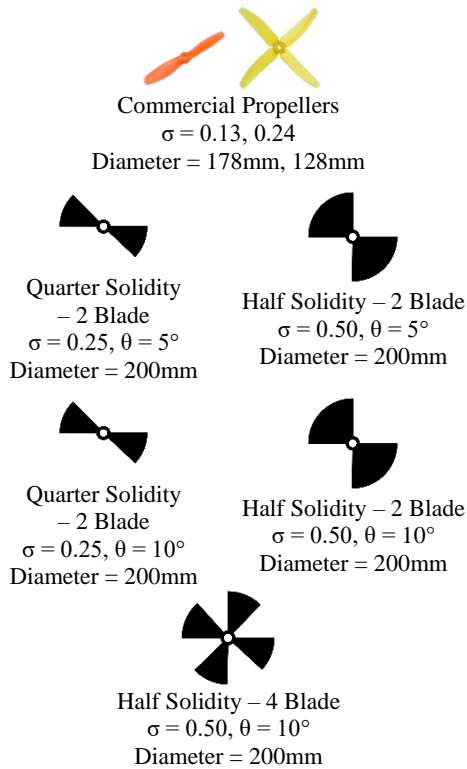 Commercial Propellers
σ = 0.13, 0.24
Diameter = 178mm, 128mm
Quarter Solidity
– 2 Blade
σ = 0.25, θ = 5°
Diameter = 200mm
Half Solidity – 2 Blade
σ = 0.50, θ = 5°
Diameter = 200mm
Quarter Solidity
– 2 Blade
σ = 0.25, θ = 10°
Diameter = 200mm
Half Solidity – 2 Blade
σ = 0.50, θ = 10°
Diameter = 200mm
Half Solidity – 4 Blade
σ = 0.50, θ = 10°
Diameter = 200mm